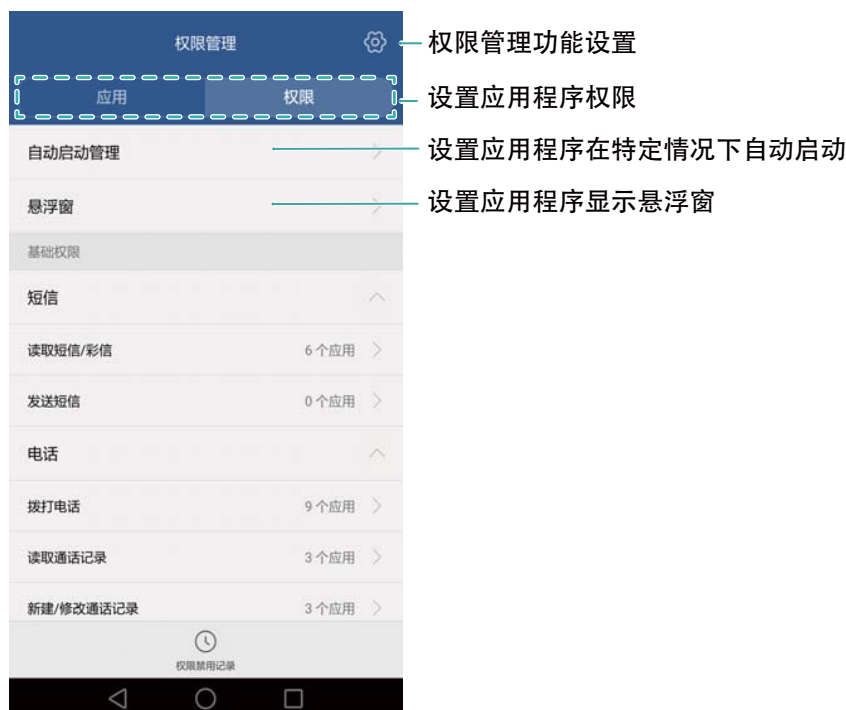 权限管理
权限管理功能设置
应用
权限
设置应用程序权限
自动启动管理
设置应用程序在特定情况下自动启动
悬浮窗
设置应用程序显示悬浮窗
基础权限
短信
读取短信/彩信 6 个应用
发送短信 0 个应用
电话
拨打电话 9 个应用
读取通话记录 3 个应用
新建/修改通话记录 3 个应用
权限禁用记录